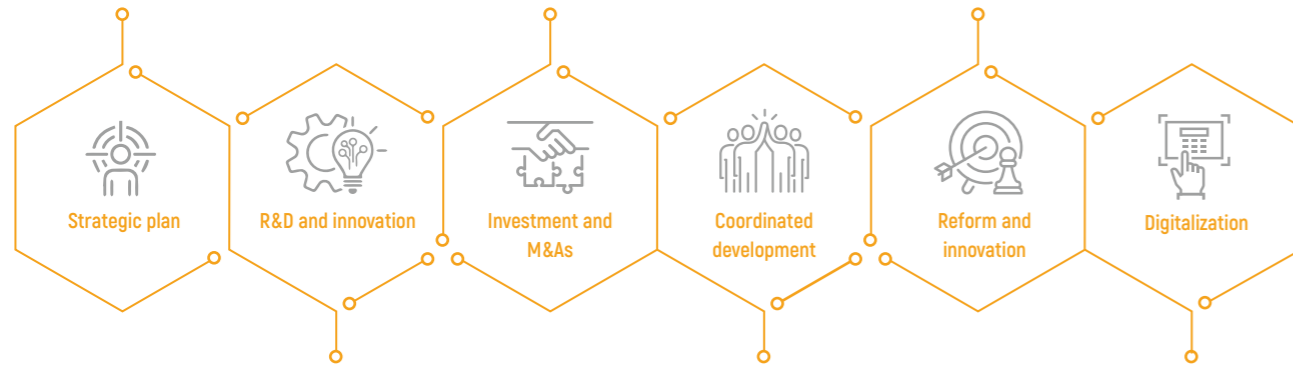 Strategic plan
R&D and innovation
Investment and
M&As
Coordinated
development
Reform and
innovation
Digitalization